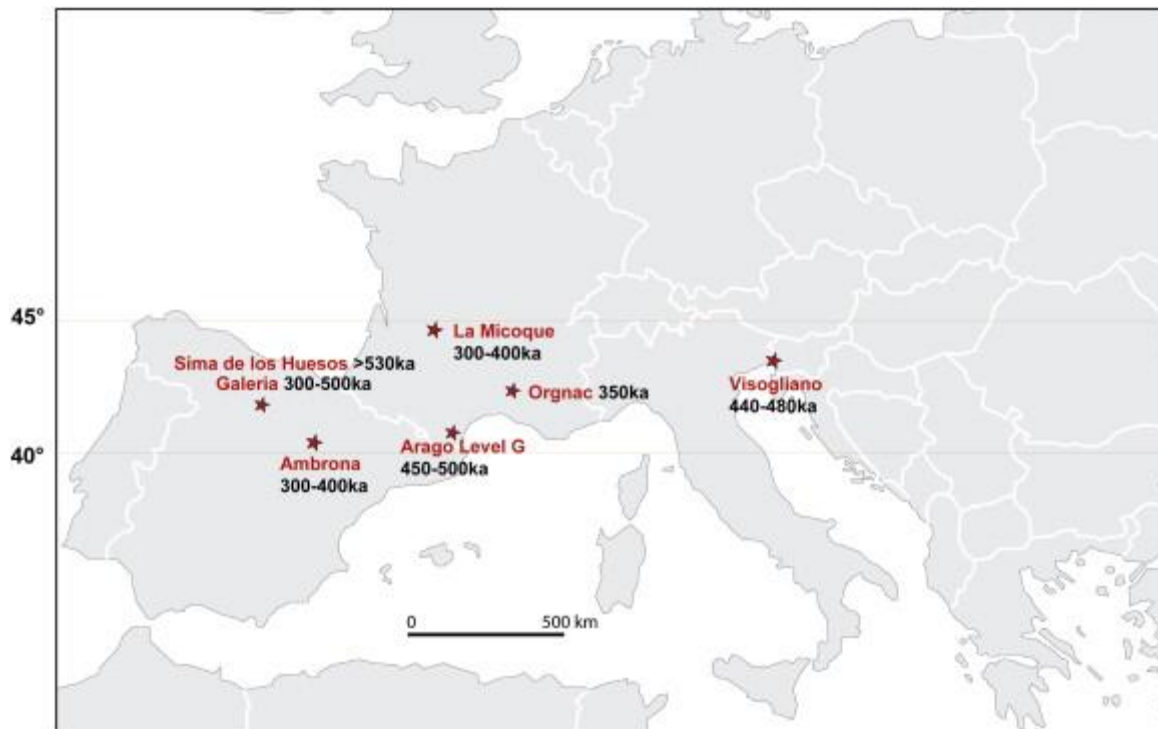 45°
La Micoque
300-400ka
Sima de los Huesos >530ka
Galeria 300-500ka
Orgnac 350ka
Visogliano
440-480ka
40°
Arago Level G
450-500ka
Ambrona
300-400ka
0 500 km